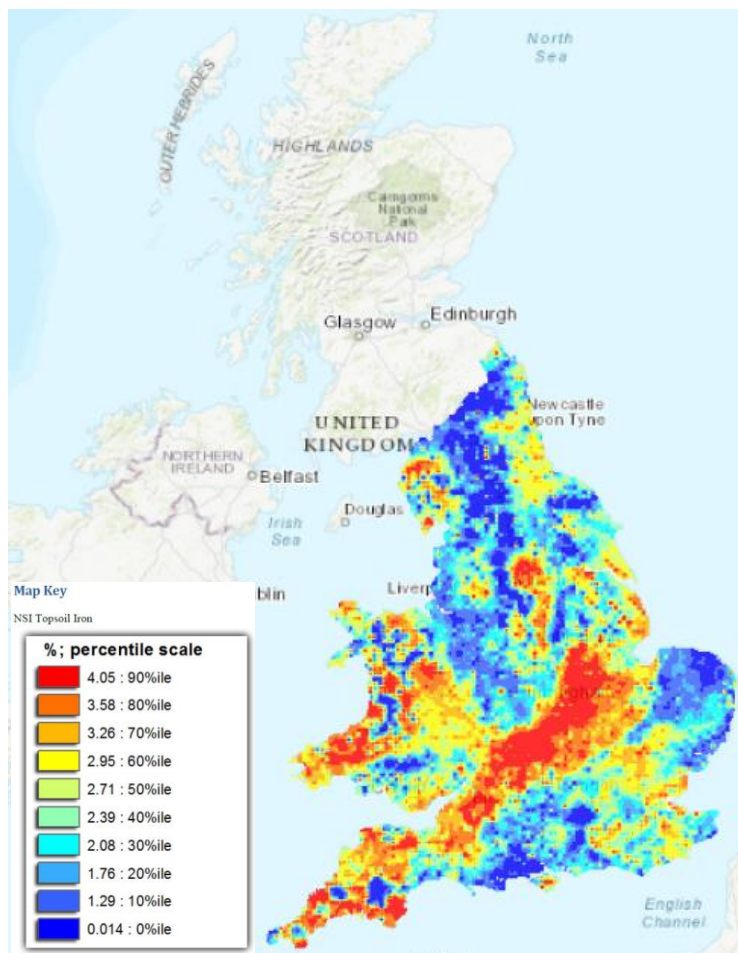 North
Sea
OUTER HEBRIDES
HIGHLANDS
Cairngorms
National
Park
SCOTLAND
Glasgow
Edinburgh
UNITED
KINGDOM
Newcastle
upon Tyne
NORTHERN
IRELAND
Belfast
Douglas
Irish
Sea
blin
Liverp
Map Key
NSI Topsoil Iron
%; percentile scale
4.05 : 90%ile
3.58 : 80%ile
3.26 : 70%ile
2.95 : 60%ile
2.71 : 50%ile
2.39 : 40%ile
2.08 : 30%ile
1.76 : 20%ile
1.29 : 10%ile
0.014 : 0%ile
English
Channel